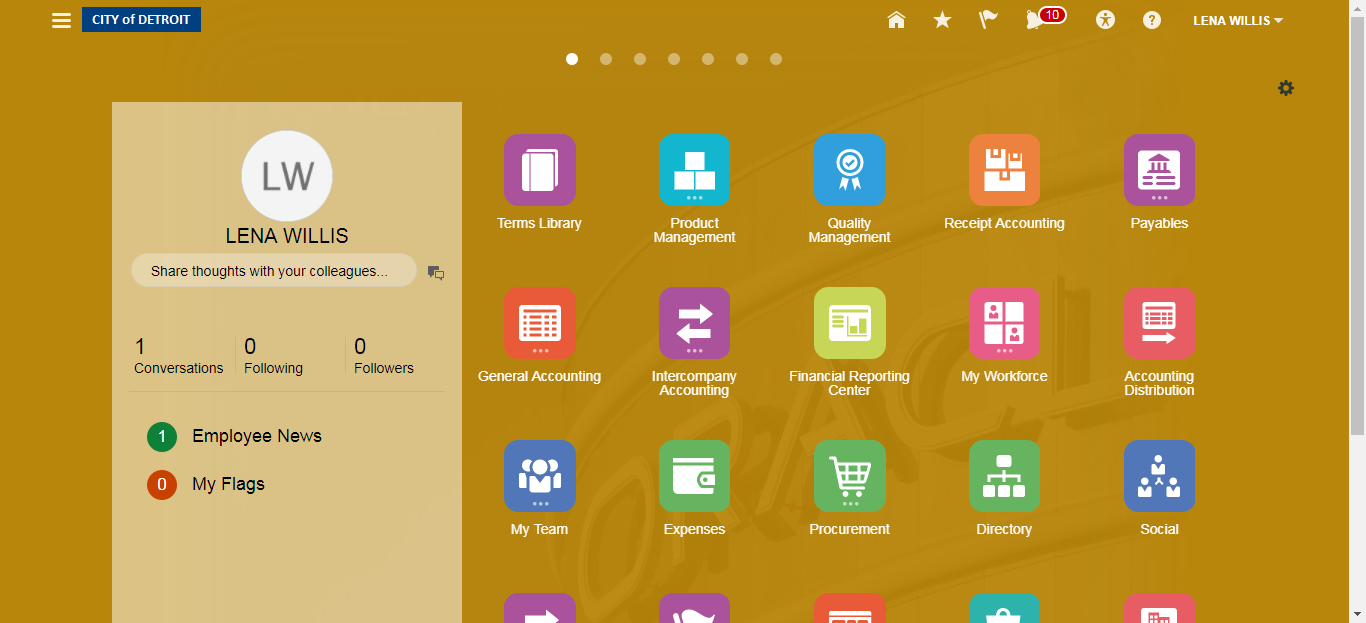 CITY of DETROIT
10
?
LENA WILLIS
LW
LENA WILLIS
Share thoughts with your colleagues...
1
Conversations
0
Following
0
Followers
1 Employee News
0 My Flags
Terms Library
Product
Management
Quality
Management
Receipt Accounting
Payables
General Accounting
Intercompany
Accounting
Financial Reporting
Center
My Workforce
Accounting
Distribution
My Team
Expenses
Procurement
Directory
Social
ORACL